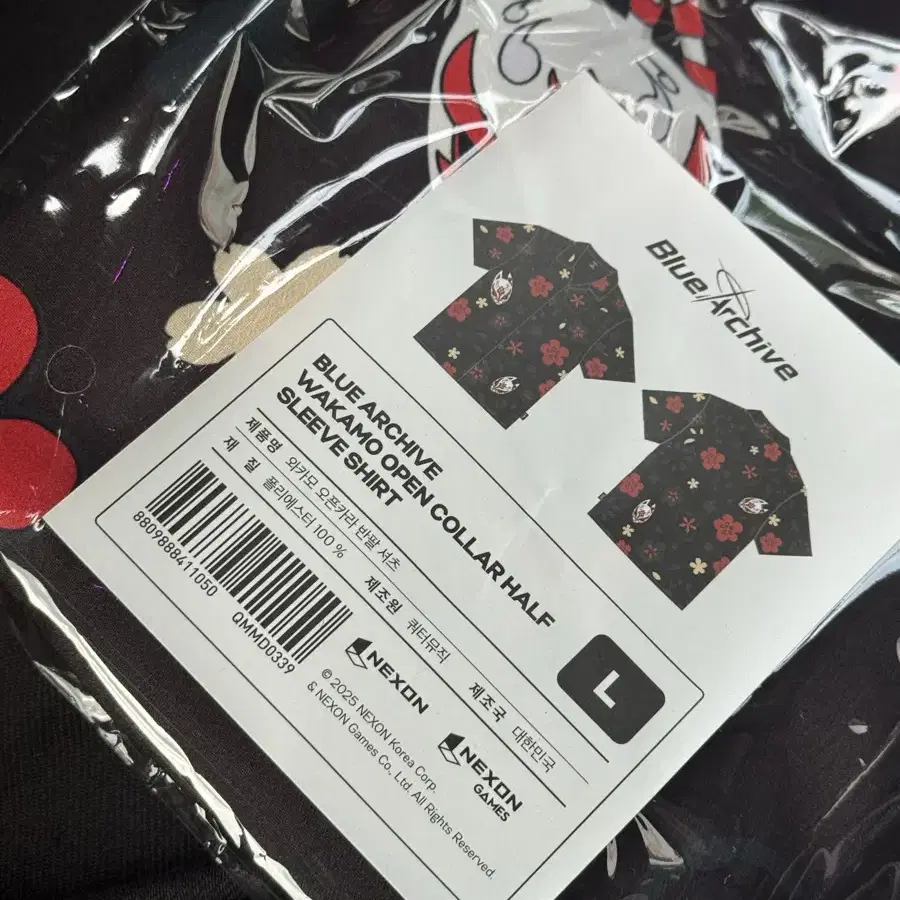 Blue Archive
BLUE ARCHIVE
WAKAMO OPEN COLLAR HALF
SLEEVE SHIRT
제품명 와카모 오픈카라 반팔 셔츠
재 질 폴리에스터 100 %
제조원 쿼터뮤직
제조국 대한민국
L
8809888411050
QMMD0339
NEXON
NEXON
GAMES
© 2025 NEXON Korea Corp.
& NEXON Games Co., Ltd. All Rights Reserved.